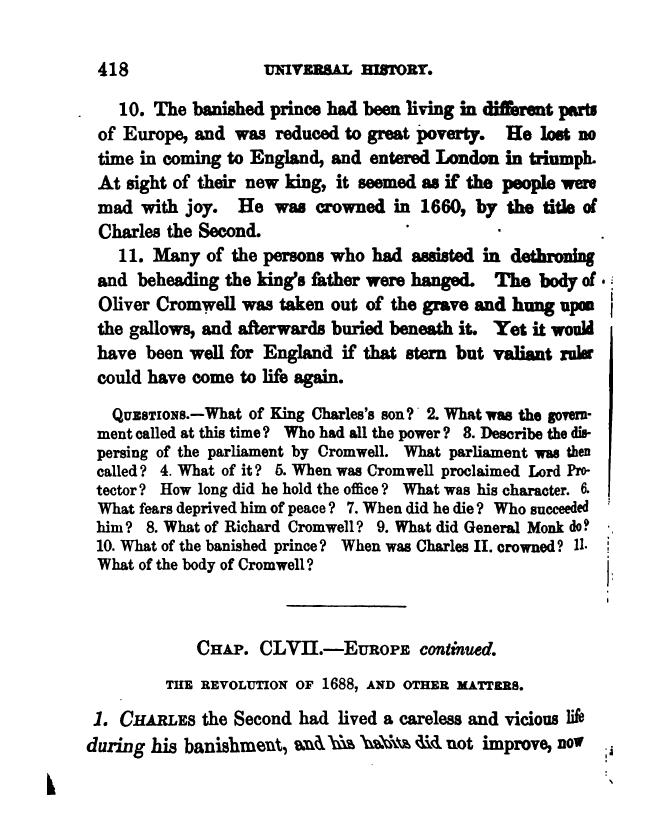 418 UNIVERSAL HISTORY.
10. The banished prince had been living in different parts
of Europe, and was reduced to great poverty. He lost no
time in coming to England, and entered London in triumph.
At sight of their new king, it seemed as if the people were
mad with joy. He was crowned in 1660, by the title of
Charles the Second.
11. Many of the persons who had assisted in dethroning
and beheading the king's father were hanged. The body of
Oliver Cromwell was taken out of the grave and hung upon
the gallows, and afterwards buried beneath it. Yet it would
have been well for England if that stern but valiant ruler
could have come to life again.
QUESTIONS.—What of King Charles's son? 2. What was the govern-
ment called at this time? Who had all the power? 3. Describe the dis-
persing of the parliament by Cromwell. What parliament was then
called? 4. What of it? 5. When was Cromwell proclaimed Lord Pro-
tector? How long did he hold the office? What was his character. 6.
What fears deprived him of peace? 7. When did he die? Who succeeded
him? 8. What of Richard Cromwell? 9. What did General Monk do?
10. What of the banished prince? When was Charles II. crowned? 11.
What of the body of Cromwell?
CHAP. CLVII.—EUROPE continued.
THE REVOLUTION OF 1688, AND OTHER MATTERS.
1. CHARLES the Second had lived a careless and vicious life
during his banishment, and his habits did not improve, now